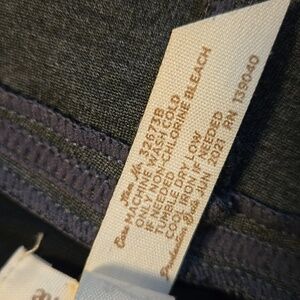 Item No. 82673B
Care MACHINE WASH COLD
ONLY NON-CHLORINE BLEACH
IF NEEDED
TUMBLE DRY LOW
COOL IRON IF NEEDED
Production Date JUN 2021 RN 139040